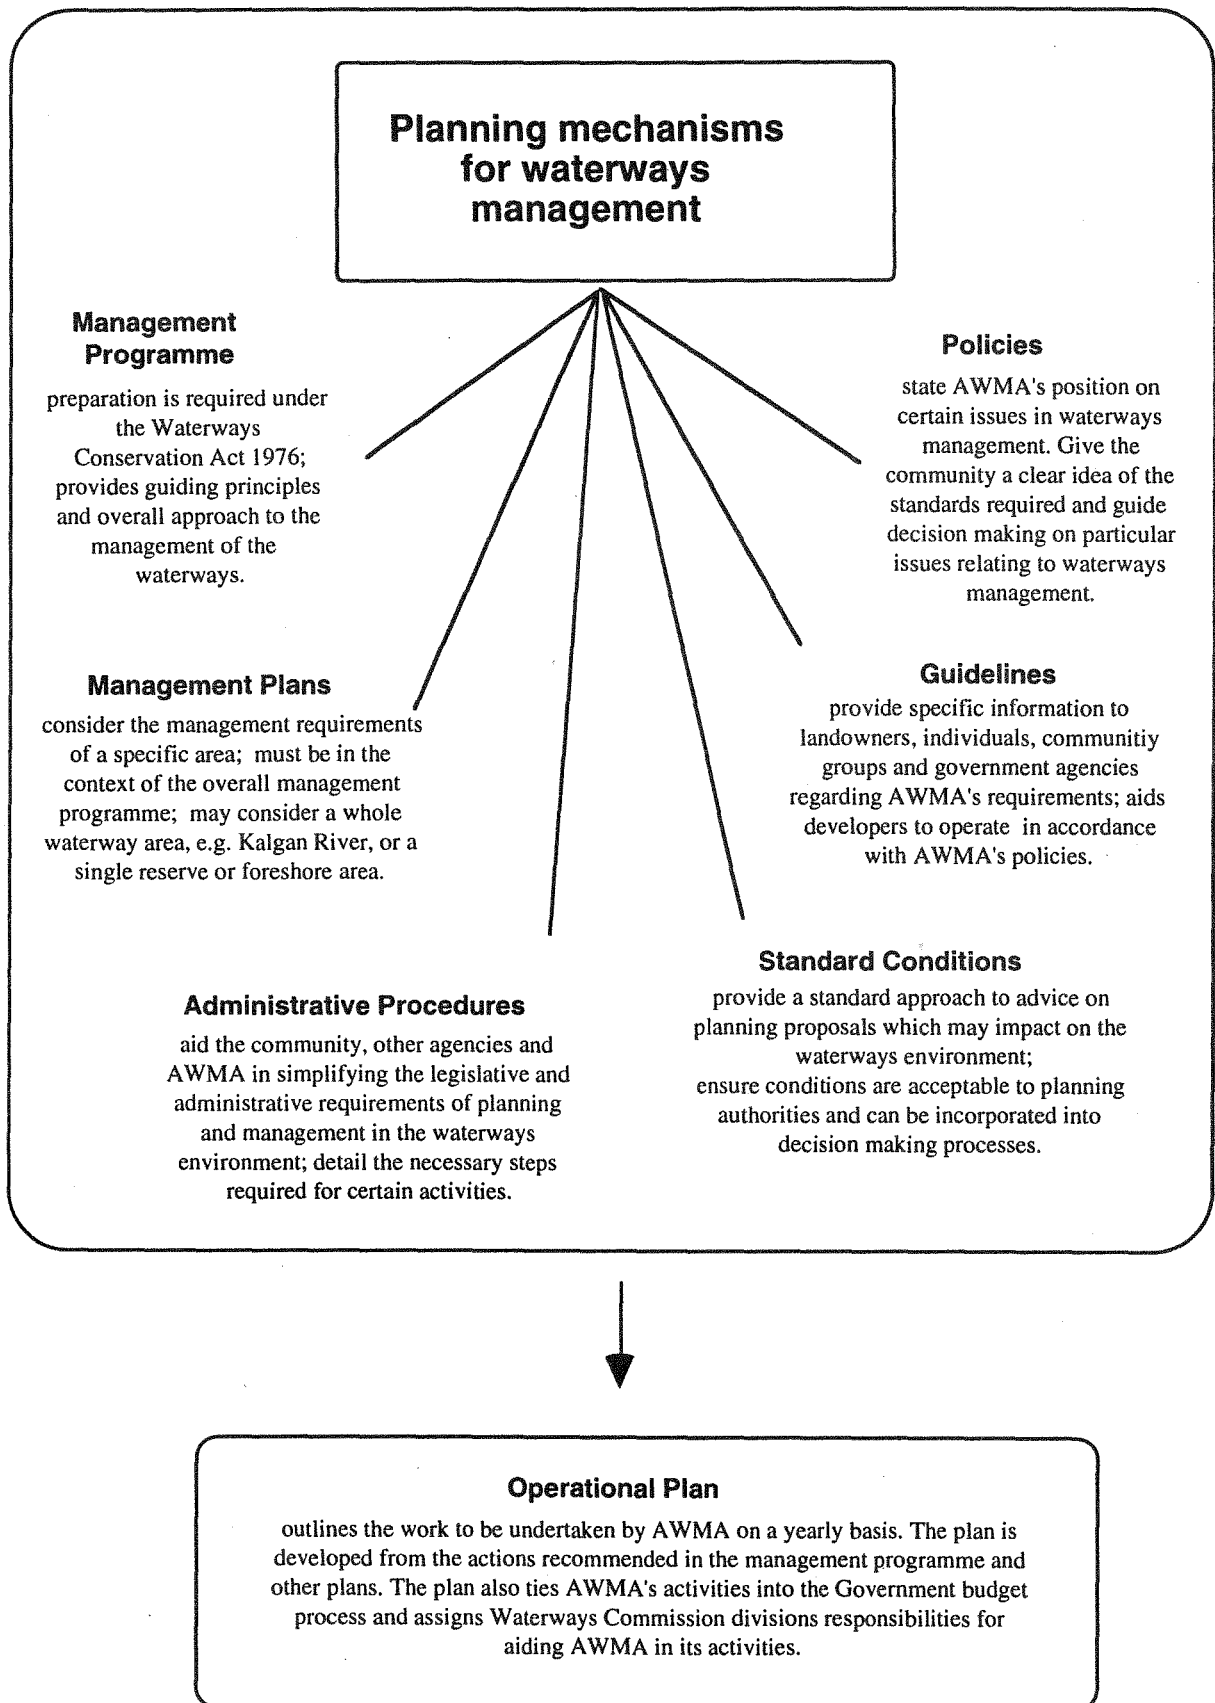 Planning mechanisms
for waterways
management
Management
Programme
preparation is required under
the Waterways
Conservation Act 1976;
provides guiding principles
and overall approach to the
management of the
waterways.
Policies
state AWMA's position on
certain issues in waterways
management. Give the
community a clear idea of the
standards required and guide
decision making on particular
issues relating to waterways
management.
Management Plans
consider the management requirements
of a specific area; must be in the
context of the overall management
programme; may consider a whole
waterway area, e.g. Kalgan River, or a
single reserve or foreshore area.
Guidelines
provide specific information to
landowners, individuals, communitiy
groups and government agencies
regarding AWMA's requirements; aids
developers to operate in accordance
with AWMA's policies.
Administrative Procedures
aid the community, other agencies and
AWMA in simplifying the legislative and
administrative requirements of planning
and management in the waterways
environment; detail the necessary steps
required for certain activities.
Standard Conditions
provide a standard approach to advice on
planning proposals which may impact on the
waterways environment;
ensure conditions are acceptable to planning
authorities and can be incorporated into
decision making processes.
Operational Plan
outlines the work to be undertaken by AWMA on a yearly basis. The plan is
developed from the actions recommended in the management programme and
other plans. The plan also ties AWMA's activities into the Government budget
process and assigns Waterways Commission divisions responsibilities for
aiding AWMA in its activities.